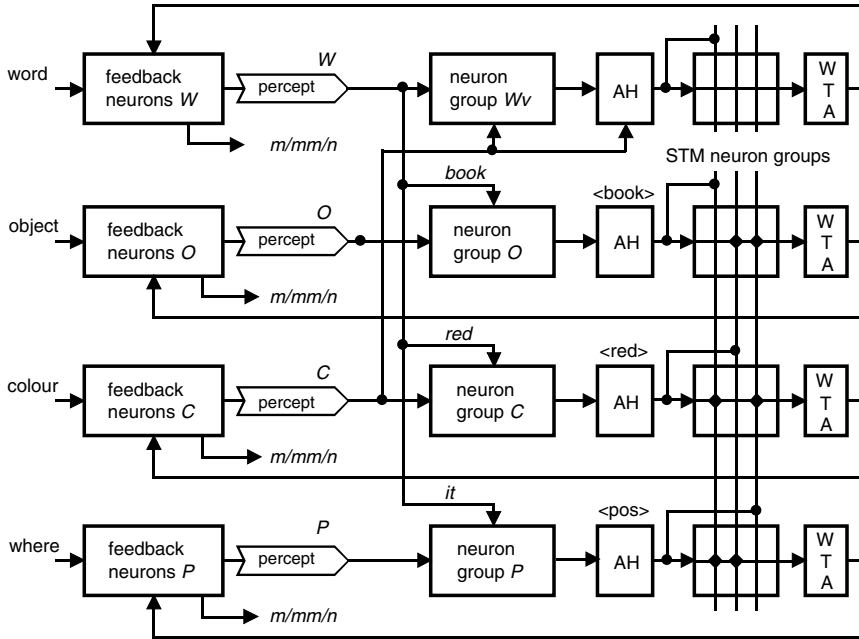 word
feedback
neurons W
percept
W
m/mm/n
neuron
group Wv
AH
W
T
A
STM neuron groups
object
feedback
neurons O
percept
O
m/mm/n
book
neuron
group O
<book>
AH
W
T
A
colour
feedback
neurons C
percept
C
m/mm/n
red
neuron
group C
<red>
AH
W
T
A
where
feedback
neurons P
percept
P
m/mm/n
it
neuron
group P
<pos>
AH
W
T
A